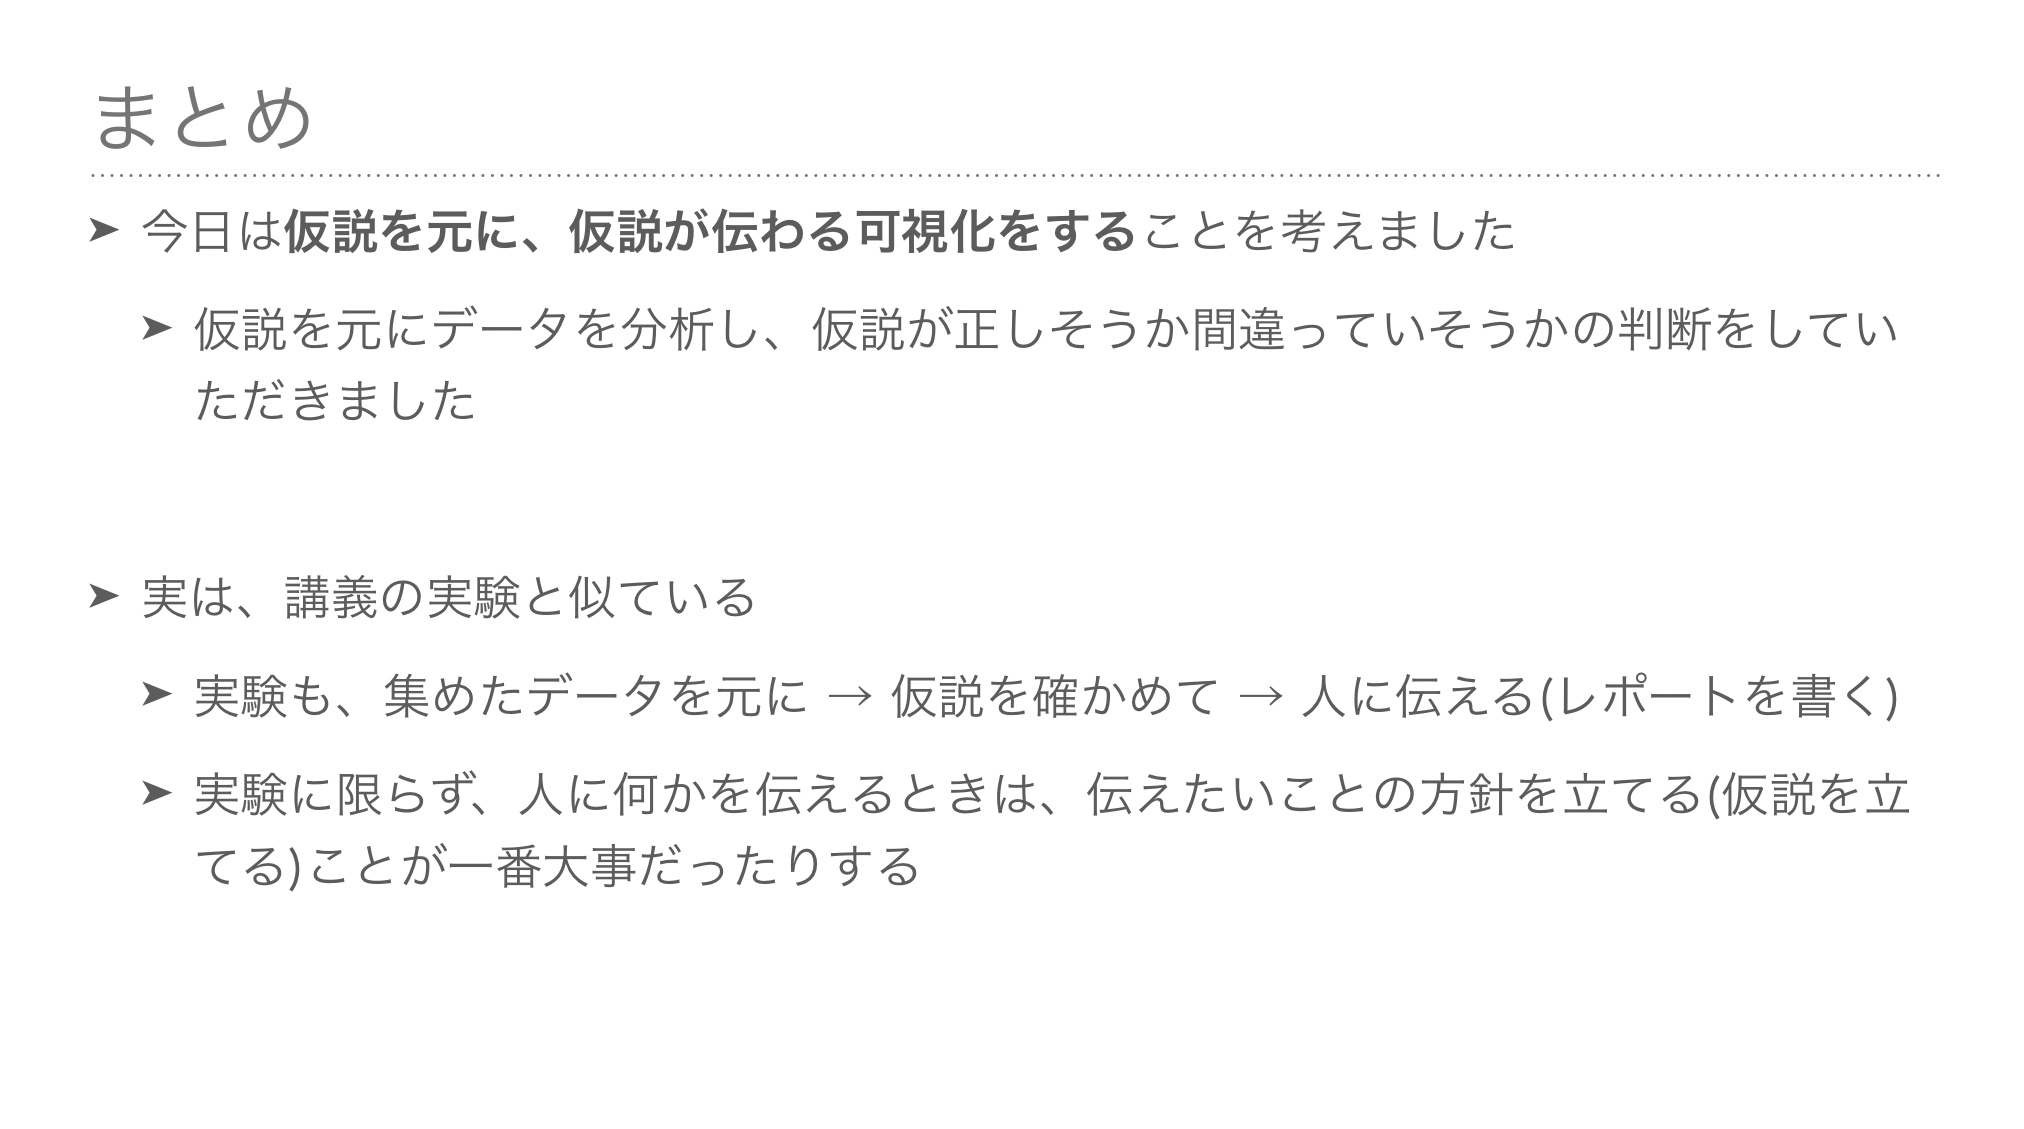 まとめ
➤ 今日は仮説を元に、仮説が伝わる可視化をすることを考えました
➤ 仮説を元にデータを分析し、仮説が正しそうか間違っていそうかの判断をしてい
ただきました
➤ 実は、講義の実験と似ている
➤ 実験も、集めたデータを元に → 仮説を確かめて → 人に伝える(レポートを書く)
➤ 実験に限らず、人に何かを伝えるときは、伝えたいことの方針を立てる(仮説を立
てる)ことが一番大事だったりする